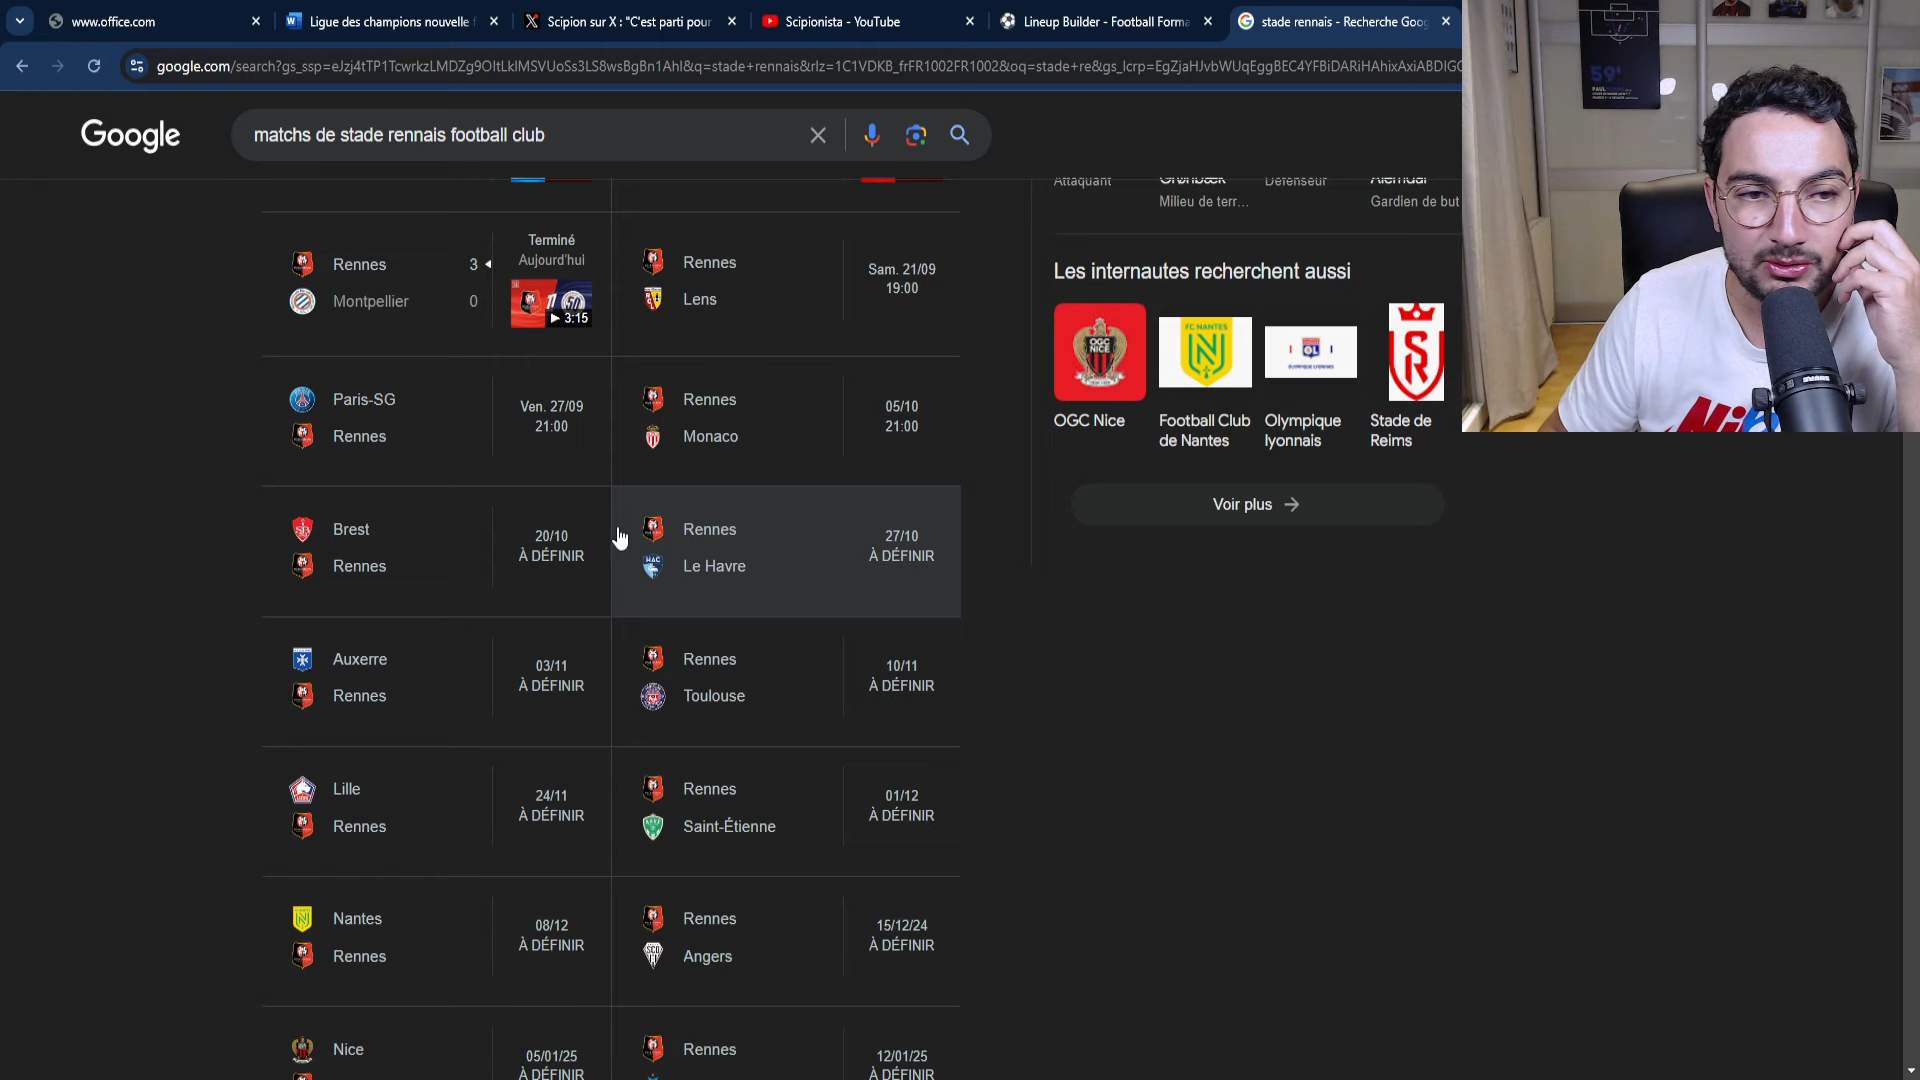 www.office.com
Ligue des champions nouvelle
Scipion sur X : "C'est parti pour
Scipionista - YouTube
Lineup Builder - Football Forma
stade rennais - Recherche Goog
google.com/search?gs_ssp=eJzj4tTP1TcwrkzLMDZg9OItLklMSVUoSs3LS8wsBgBn1AhI&q=stade+rennais&rlz=1C1VDKB_frFR1002FR1002&oq=stade+re&gs_lcrp=EgZjaHJvbWUqEggBEC4YFBiDARiHAhixAxiABDIGC
Google
matchs de stade rennais football club
Attaquant
Grønbæk
Milieu de terr...
Défenseur
Alemdar
Gardien de but
Rennes 3
Montpellier 0
Terminé
Aujourd'hui
3:15
Rennes
Lens
Sam. 21/09
19:00
Paris-SG
Rennes
Ven. 27/09
21:00
Rennes
Monaco
05/10
21:00
Brest
Rennes
20/10
À DÉFINIR
Rennes
Le Havre
27/10
À DÉFINIR
Auxerre
Rennes
03/11
À DÉFINIR
Rennes
Toulouse
10/11
À DÉFINIR
Lille
Rennes
24/11
À DÉFINIR
Rennes
Saint-Étienne
01/12
À DÉFINIR
Nantes
Rennes
08/12
À DÉFINIR
Rennes
Angers
15/12/24
À DÉFINIR
Nice
05/01/25
À DÉFINIR
Rennes
12/01/25
À DÉFINIR
Les internautes recherchent aussi
OGC Nice
Football Club
de Nantes
Olympique
lyonnais
Stade de
Reims
Voir plus
59'